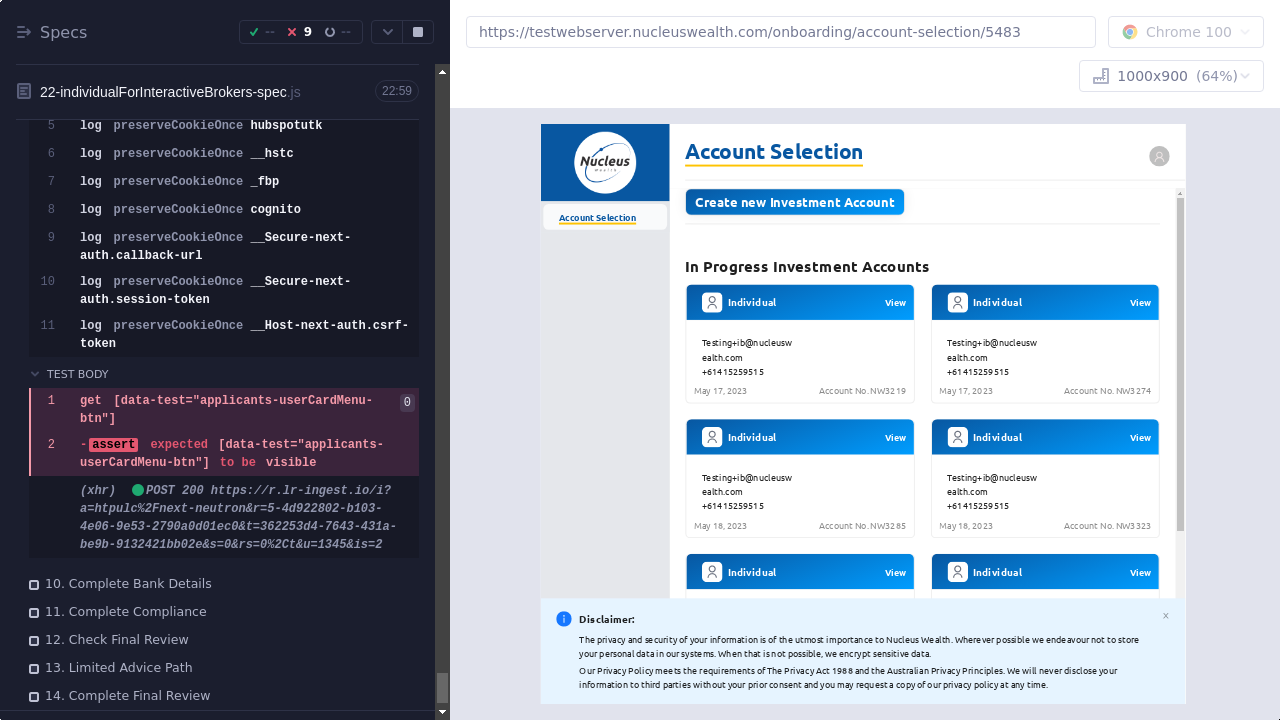 Specs
-- 9 --
22-individualForInteractiveBrokers-spec.js 22:59
5 log preserveCookieOnce hubspotutk
6 log preserveCookieOnce __hstc
7 log preserveCookieOnce _fbp
8 log preserveCookieOnce cognito
9 log preserveCookieOnce __Secure-next-
auth.callback-url
10 log preserveCookieOnce __Secure-next-
auth.session-token
11 log preserveCookieOnce __Host-next-auth.csrf-
token
TEST BODY
1 get [data-test="applicants-userCardMenu- 0
btn"]
2 -assert expected [data-test="applicants-
userCardMenu-btn"] to be visible
(xhr) POST 200 https://r.lr-ingest.io/i?
a=htpulc%2Fnext-neutron&r=5-4d922802-b103-
4e06-9e53-2790a0d01ec0&t=362253d4-7643-431a-
be9b-9132421bb02e&s=0&rs=0%2Ct&u=1345&is=2
10. Complete Bank Details
11. Complete Compliance
12. Check Final Review
13. Limited Advice Path
14. Complete Final Review
https://testwebserver.nucleuswealth.com/onboarding/account-selection/5483
Chrome 100
1000x900 (64%)
Nucleus
Wealth
Account Selection
Account Selection
Create new Investment Account
In Progress Investment Accounts
Individual View
Testing+ib@nucleusw
ealth.com
+61415259515
May 17, 2023 Account No. NW3219
Individual View
Testing+ib@nucleusw
ealth.com
+61415259515
May 17, 2023 Account No. NW3274
Individual View
Testing+ib@nucleusw
ealth.com
+61415259515
May 18, 2023 Account No. NW3285
Individual View
Testing+ib@nucleusw
ealth.com
+61415259515
May 18, 2023 Account No. NW3323
Individual View
Individual View
Disclaimer: x
The privacy and security of your information is of the utmost importance to Nucleus Wealth. Wherever possible we endeavour not to store
your personal data in our systems. When that is not possible, we encrypt sensitive data.
Our Privacy Policy meets the requirements of The Privacy Act 1988 and the Australian Privacy Principles. We will never disclose your
information to third parties without your prior consent and you may request a copy of our privacy policy at any time.